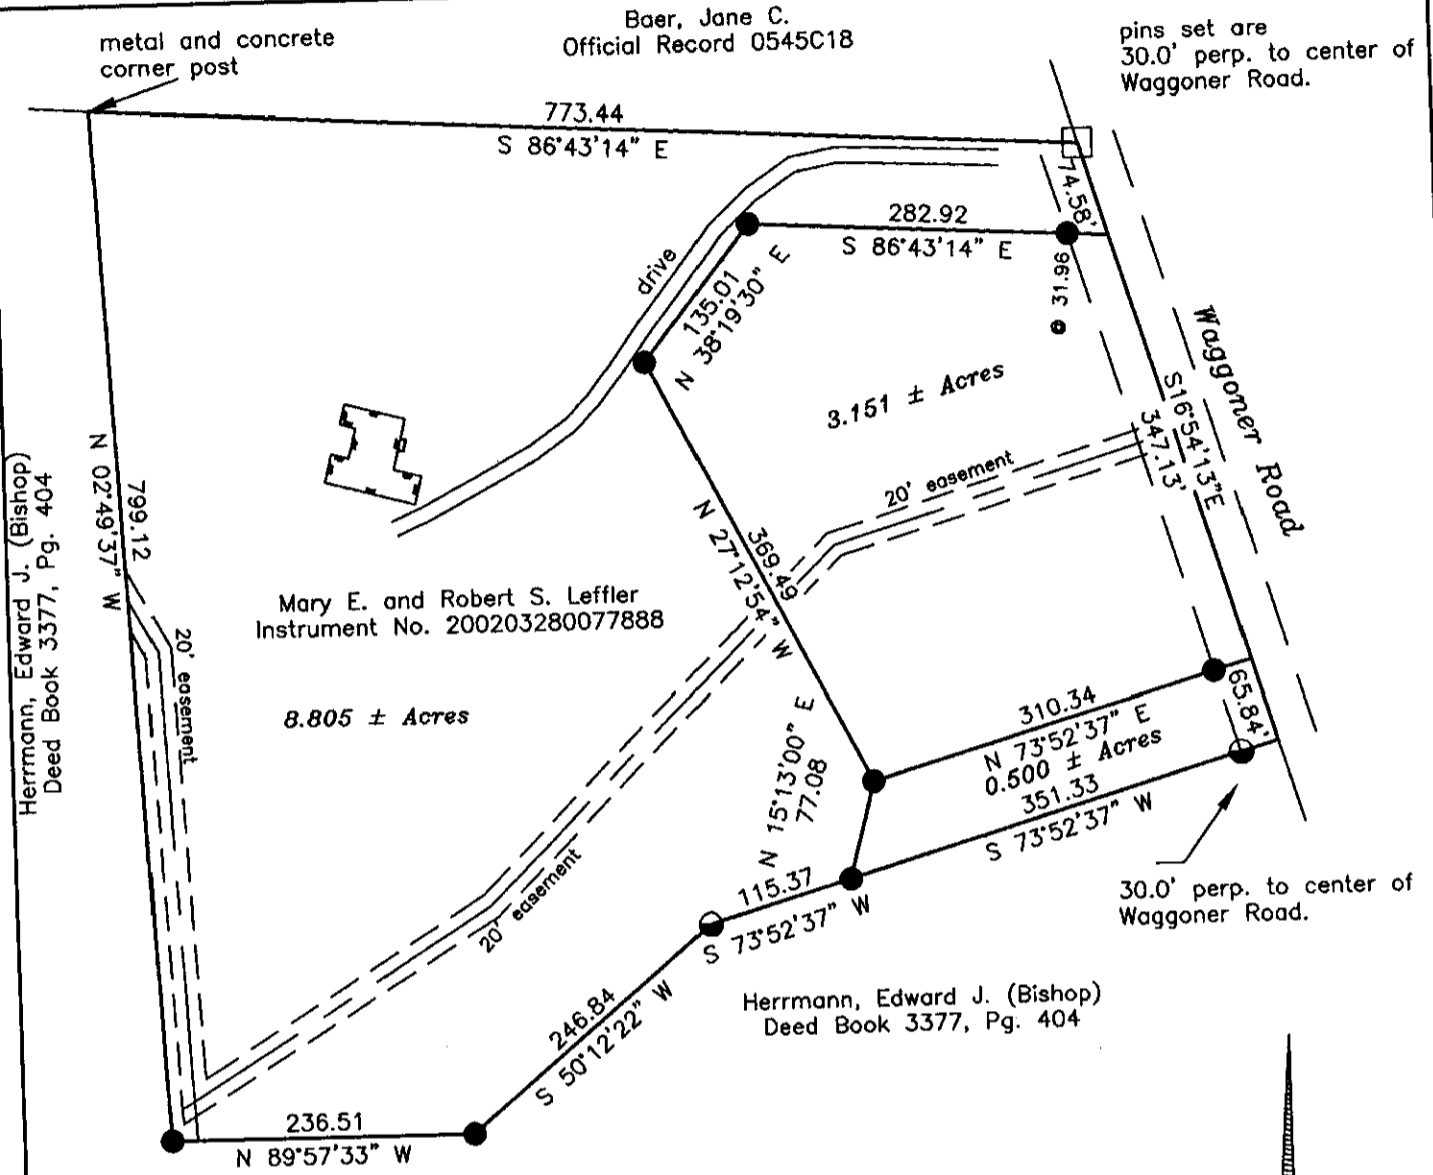 Baer, Jane C.
Official Record 0545C18
metal and concrete
corner post
pins set are
30.0' perp. to center of
Waggoner Road.
773.44
S 86°43'14" E
74.58'
282.92
S 86°43'14" E
drive
135.01
N 38°19'30" E
31.96
Waggoner Road
3.151 ± Acres
S16°54'13"E
347.13'
20' easement
Herrmann, Edward J. (Bishop)
Deed Book 3377, Pg. 404
799.12
N 02°49'37" W
369.49
N 27°12'54" W
Mary E. and Robert S. Leffler
Instrument No. 200203280077888
20' easement
8.805 ± Acres
65.84'
310.34
N 73°52'37" E
0.500 ± Acres
351.33
S 73°52'37" W
N 15°13'00" E
77.08
115.37
S 73°52'37" W
20' easement
30.0' perp. to center of
Waggoner Road.
246.84
S 50°12'22" W
Herrmann, Edward J. (Bishop)
Deed Book 3377, Pg. 404
236.51
N 89°57'33" W